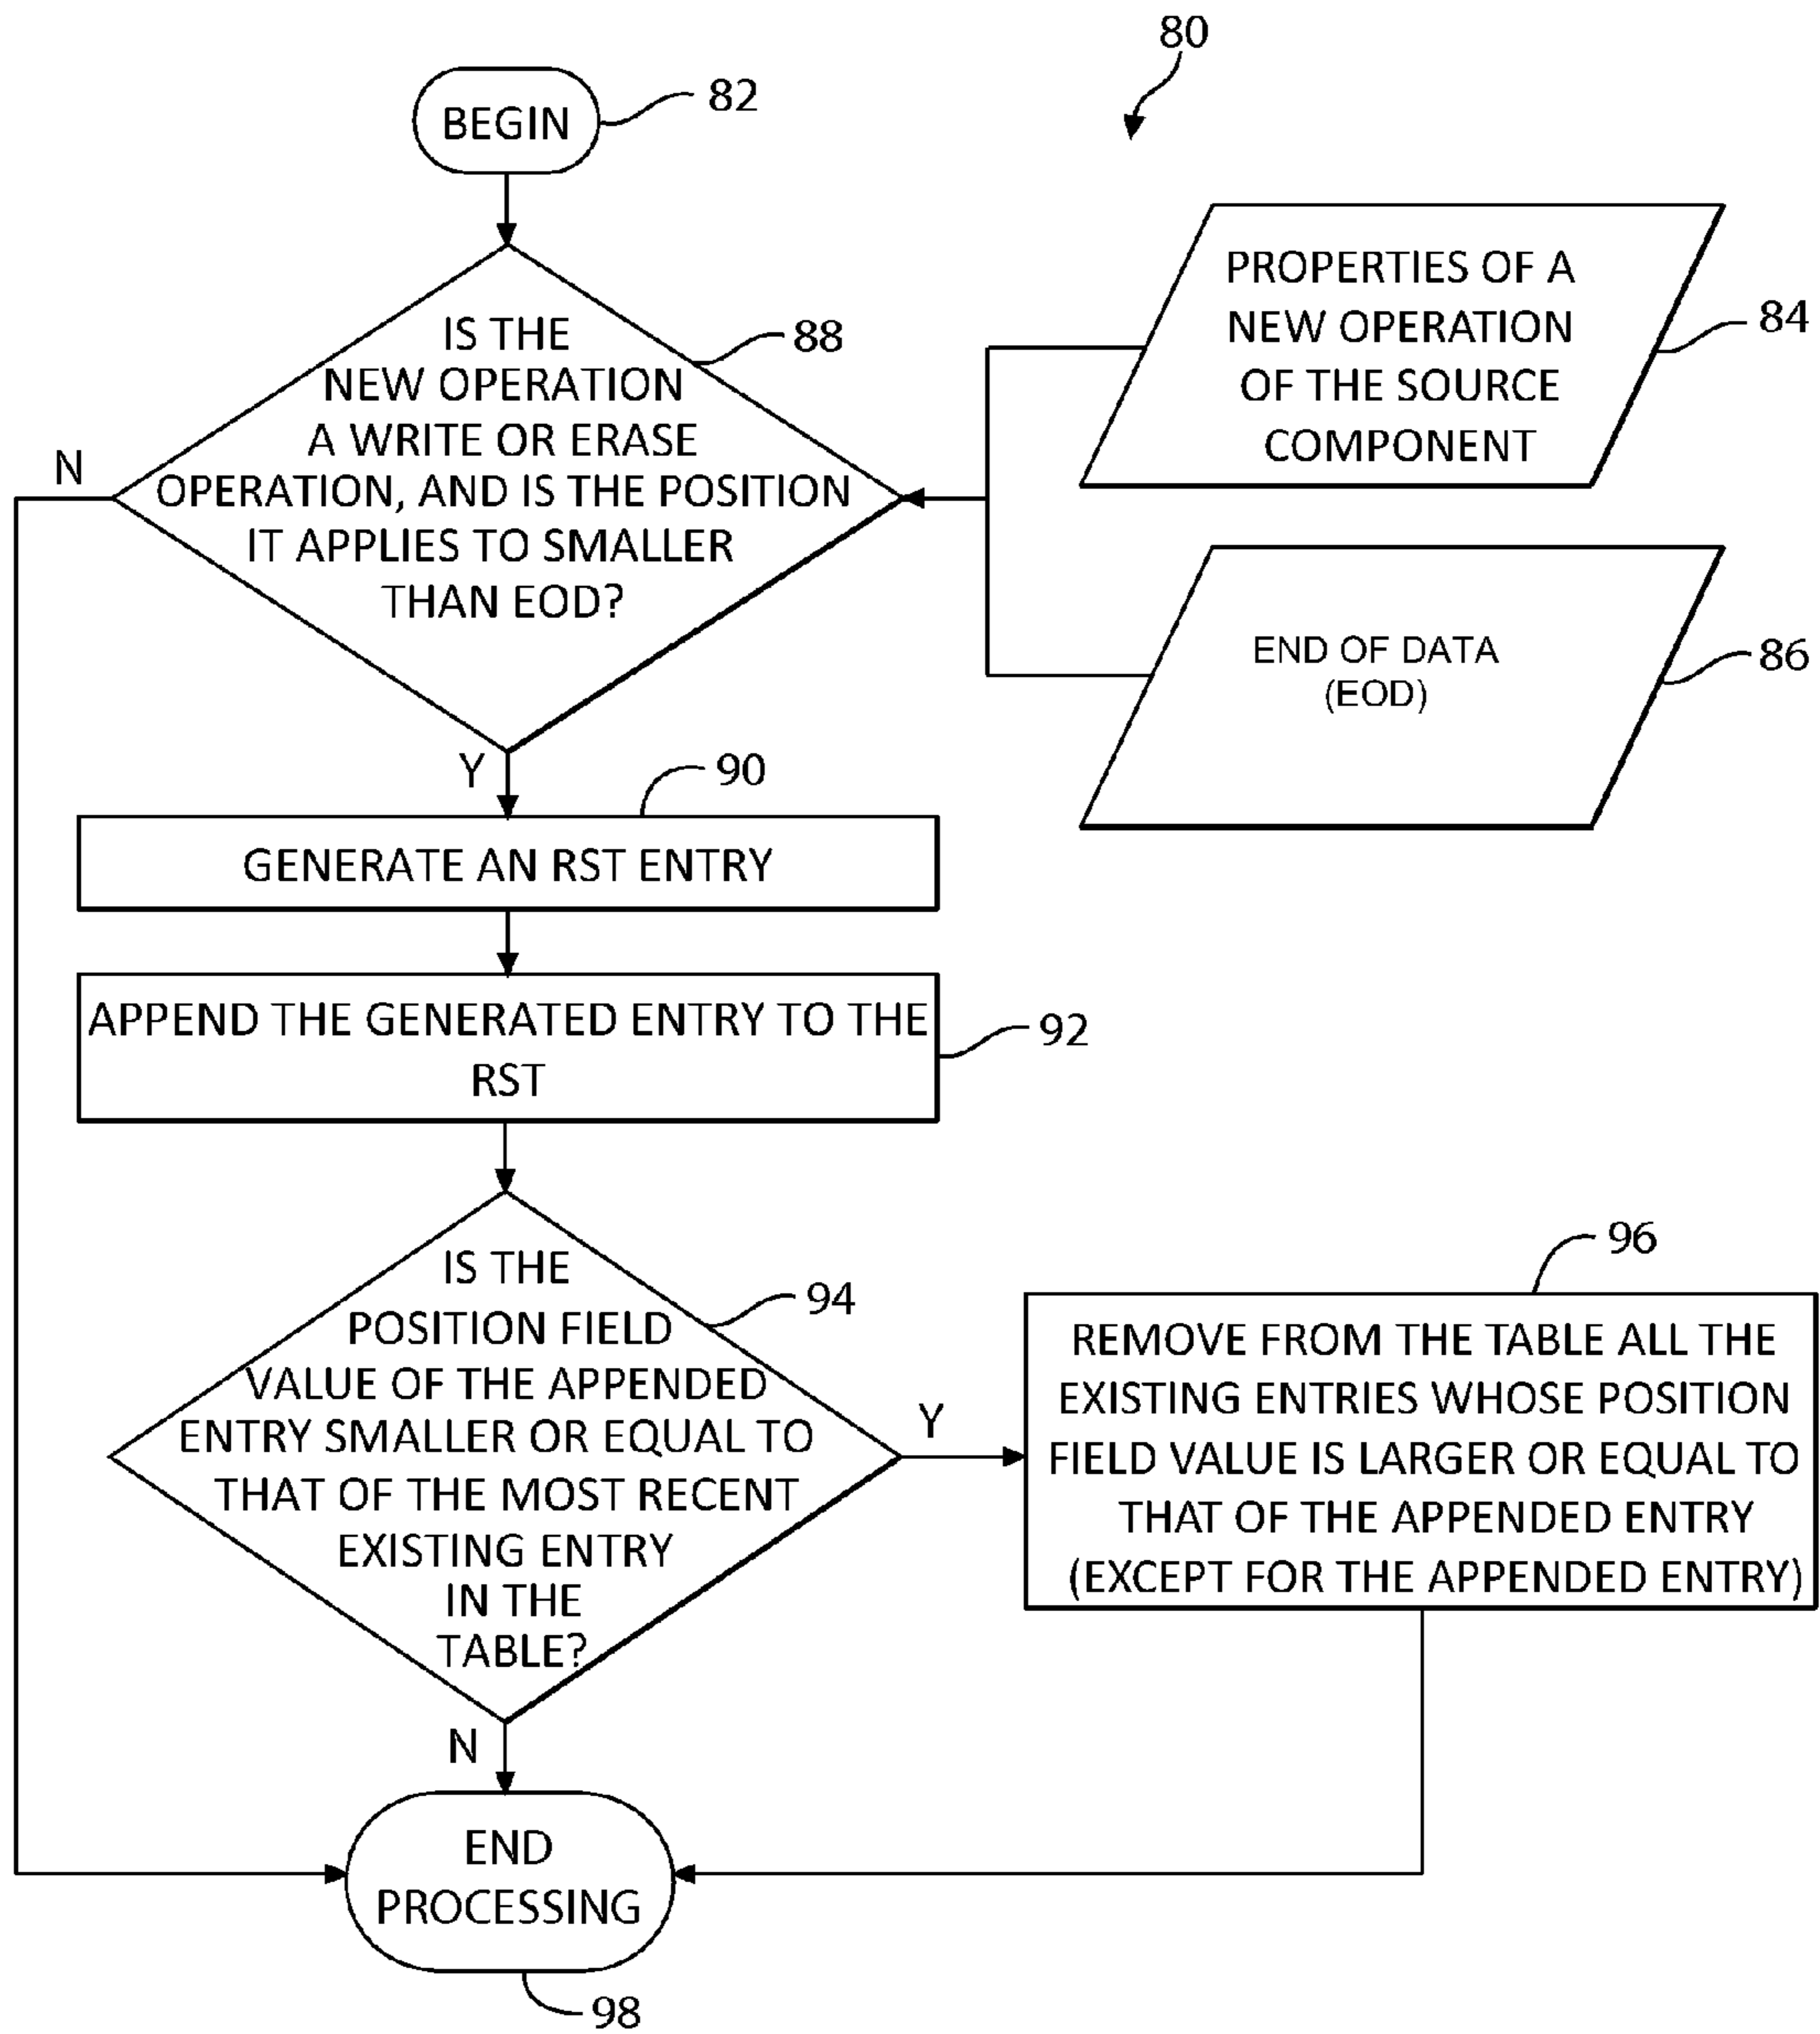 80
BEGIN
82
PROPERTIES OF A
NEW OPERATION
OF THE SOURCE
COMPONENT
84
IS THE
NEW OPERATION
A WRITE OR ERASE
OPERATION, AND IS THE POSITION
IT APPLIES TO SMALLER
THAN EOD?
88
N
END OF DATA
(EOD)
86
Y
90
GENERATE AN RST ENTRY
APPEND THE GENERATED ENTRY TO THE
RST
92
IS THE
POSITION FIELD
VALUE OF THE APPENDED
ENTRY SMALLER OR EQUAL TO
THAT OF THE MOST RECENT
EXISTING ENTRY
IN THE
TABLE?
94
Y
96
REMOVE FROM THE TABLE ALL THE
EXISTING ENTRIES WHOSE POSITION
FIELD VALUE IS LARGER OR EQUAL TO
THAT OF THE APPENDED ENTRY
(EXCEPT FOR THE APPENDED ENTRY)
N
END
PROCESSING
98